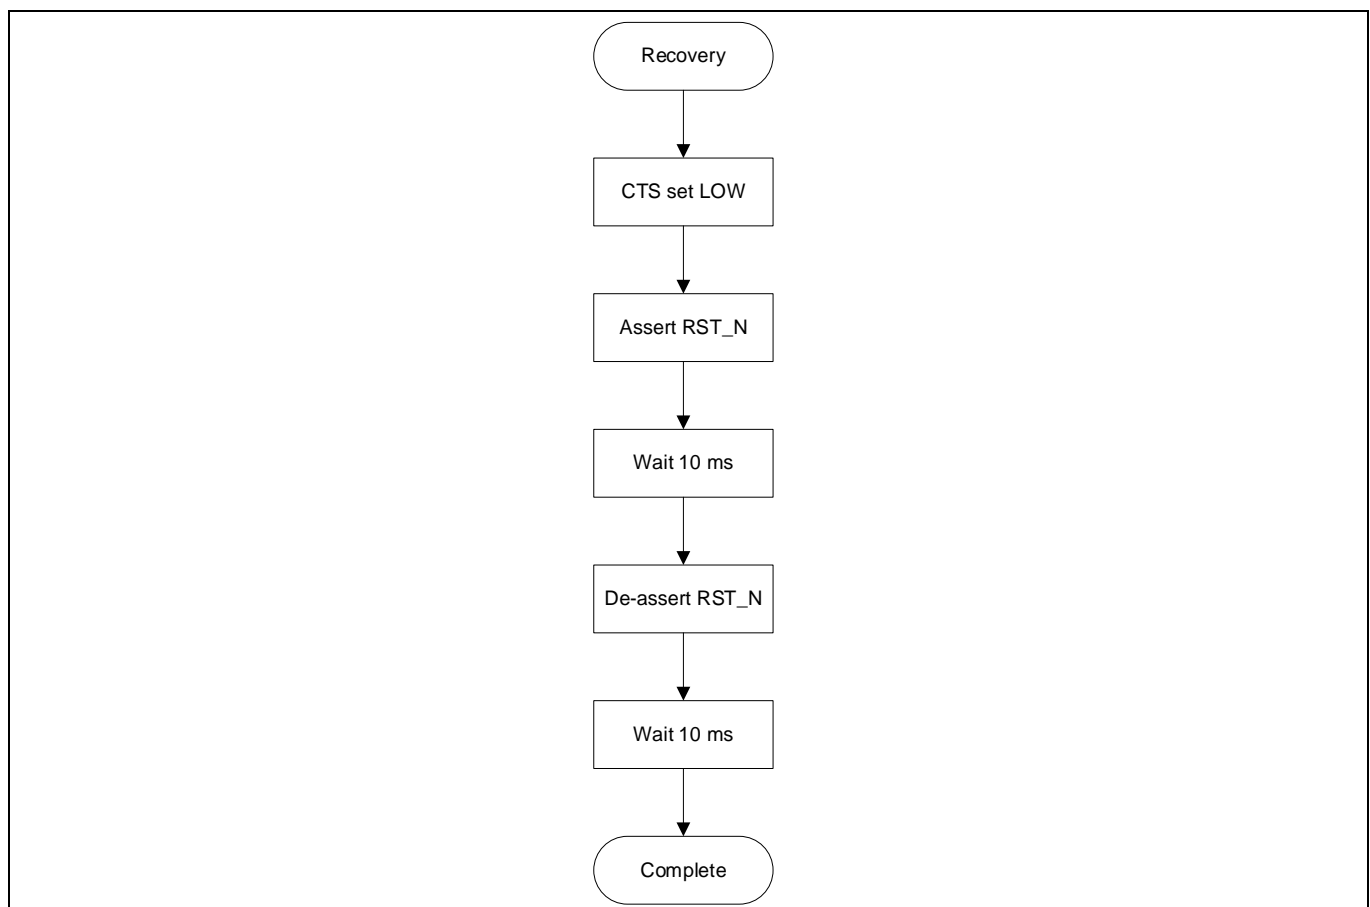 Recovery
CTS set LOW
Assert RST_N
Wait 10 ms
De-assert RST_N
Wait 10 ms
Complete